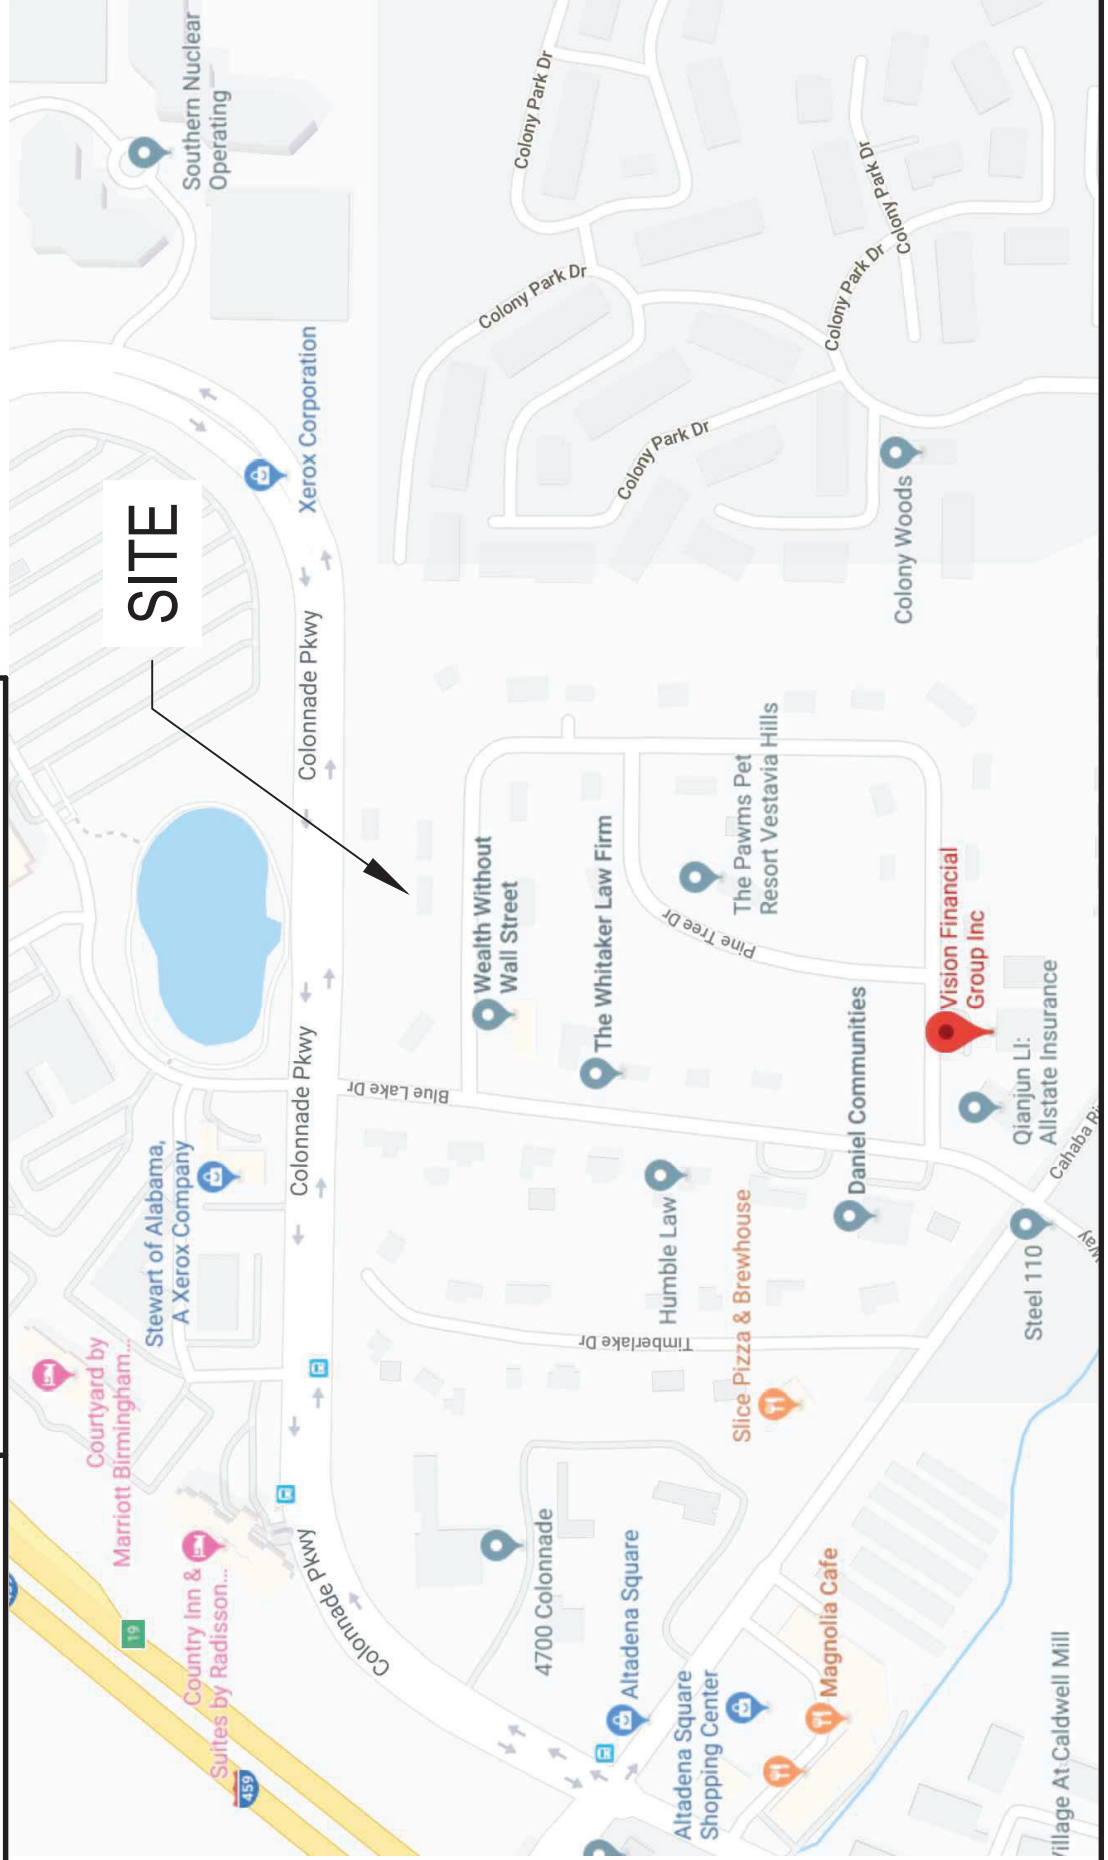 Southern Nuclear
Operating
Xerox Corporation
SITE
Colonnade Pkwy
Colonnade Pkwy
Colonnade Pkwy
Colony Park Dr
Colony Park Dr
Colony Park Dr
Colony Park Dr
Colony Park Dr
Colony Woods
Wealth Without
Wall Street
The Whitaker Law Firm
The Pawms Pet
Resort Vestavia Hills
Pine Tree Dr
Blue Lake Dr
Vision Financial
Group Inc
Qianjun LI:
Allstate Insurance
Daniel Communities
Humble Law
Steel 110
Cahaba Ri
Way
Timberlake Dr
Slice Pizza & Brewhouse
Stewart of Alabama,
A Xerox Company
Courtyard by
Marriott Birmingham...
Country Inn &
Suites by Radisson...
19
459
4700 Colonnade
Altadena Square
Altadena Square
Shopping Center
Magnolia Cafe
Village At Caldwell Mill